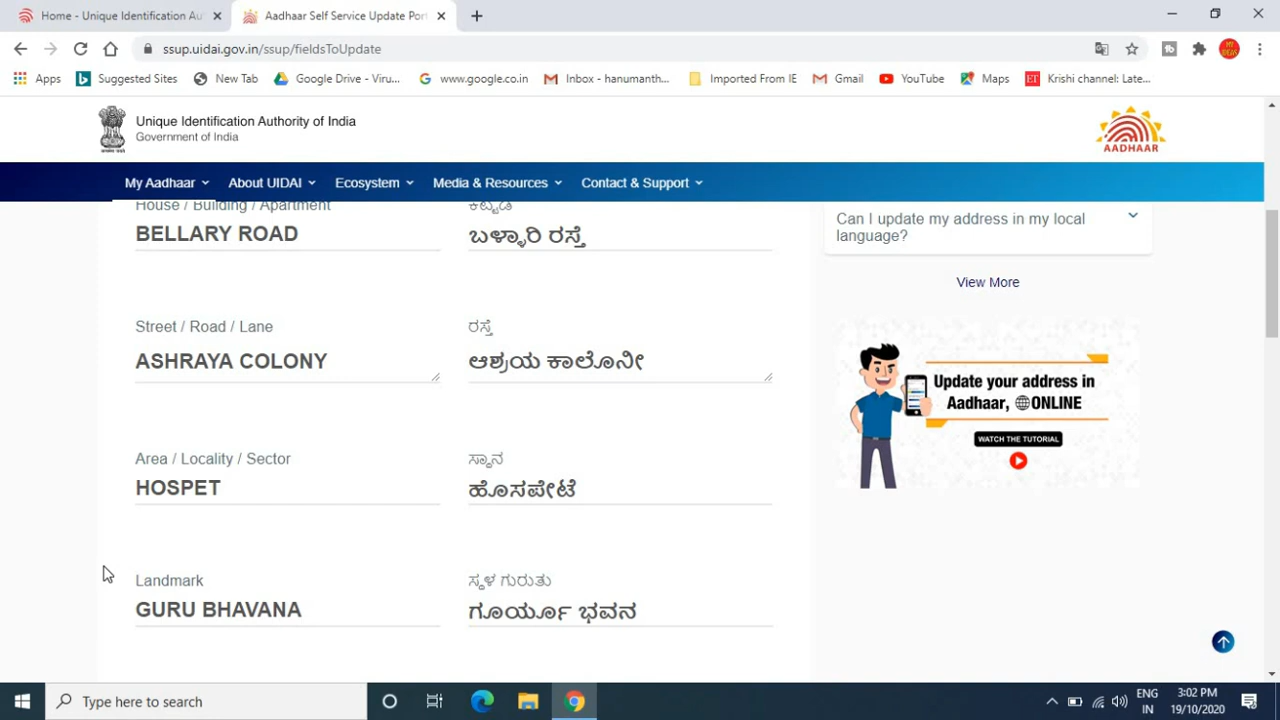 Home - Unique Identification Au
Aadhaar Self Service Update Port
ssup.uidai.gov.in/ssup/fieldsToUpdate
Apps
Suggested Sites
New Tab
Google Drive - Viru...
www.google.co.in
Inbox - hanumanth...
Imported From IE
Gmail
YouTube
Maps
Krishi channel: Late...
Unique Identification Authority of India
Government of India
AADHAAR
My Aadhaar
About UIDAI
Ecosystem
Media & Resources
Contact & Support
House / Building / Apartment
ಕಟ್ಟಡ
BELLARY ROAD
ಬಳ್ಳಾರಿ ರಸ್ತೆ
Street / Road / Lane
ರಸ್ತೆ
ASHRAYA COLONY
ಆಶ್ರಯ ಕಾಲೊನೀ
Area / Locality / Sector
ಸ್ಥಾನ
HOSPET
ಹೊಸಪೇಟೆ
Landmark
ಸ್ಥಳ ಗುರುತು
GURU BHAVANA
ಗೂರ್ಯೂ ಭವನ
Can I update my address in my local
language?
View More
Update your address in
Aadhaar, ONLINE
WATCH THE TUTORIAL
Type here to search
ENG
IN
3:02 PM
19/10/2020